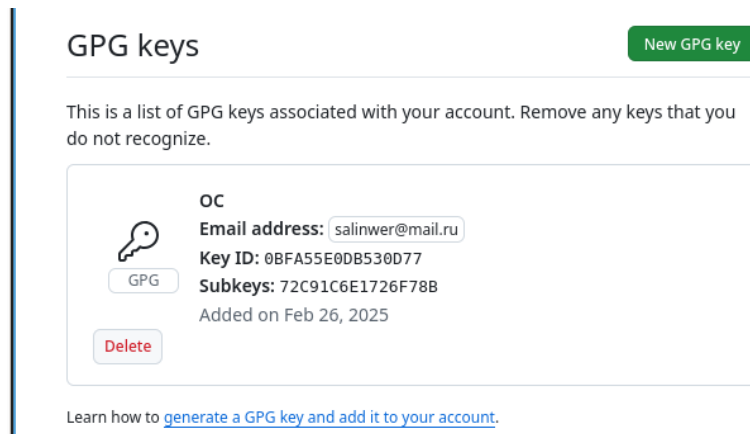 GPG keys
New GPG key
This is a list of GPG keys associated with your account. Remove any keys that you
do not recognize.
OC
Email address: salinwer@mail.ru
Key ID: 0BFA55E0DB530D77
GPG
Subkeys: 72C91C6E1726F78B
Added on Feb 26, 2025
Delete
Learn how to generate a GPG key and add it to your account.